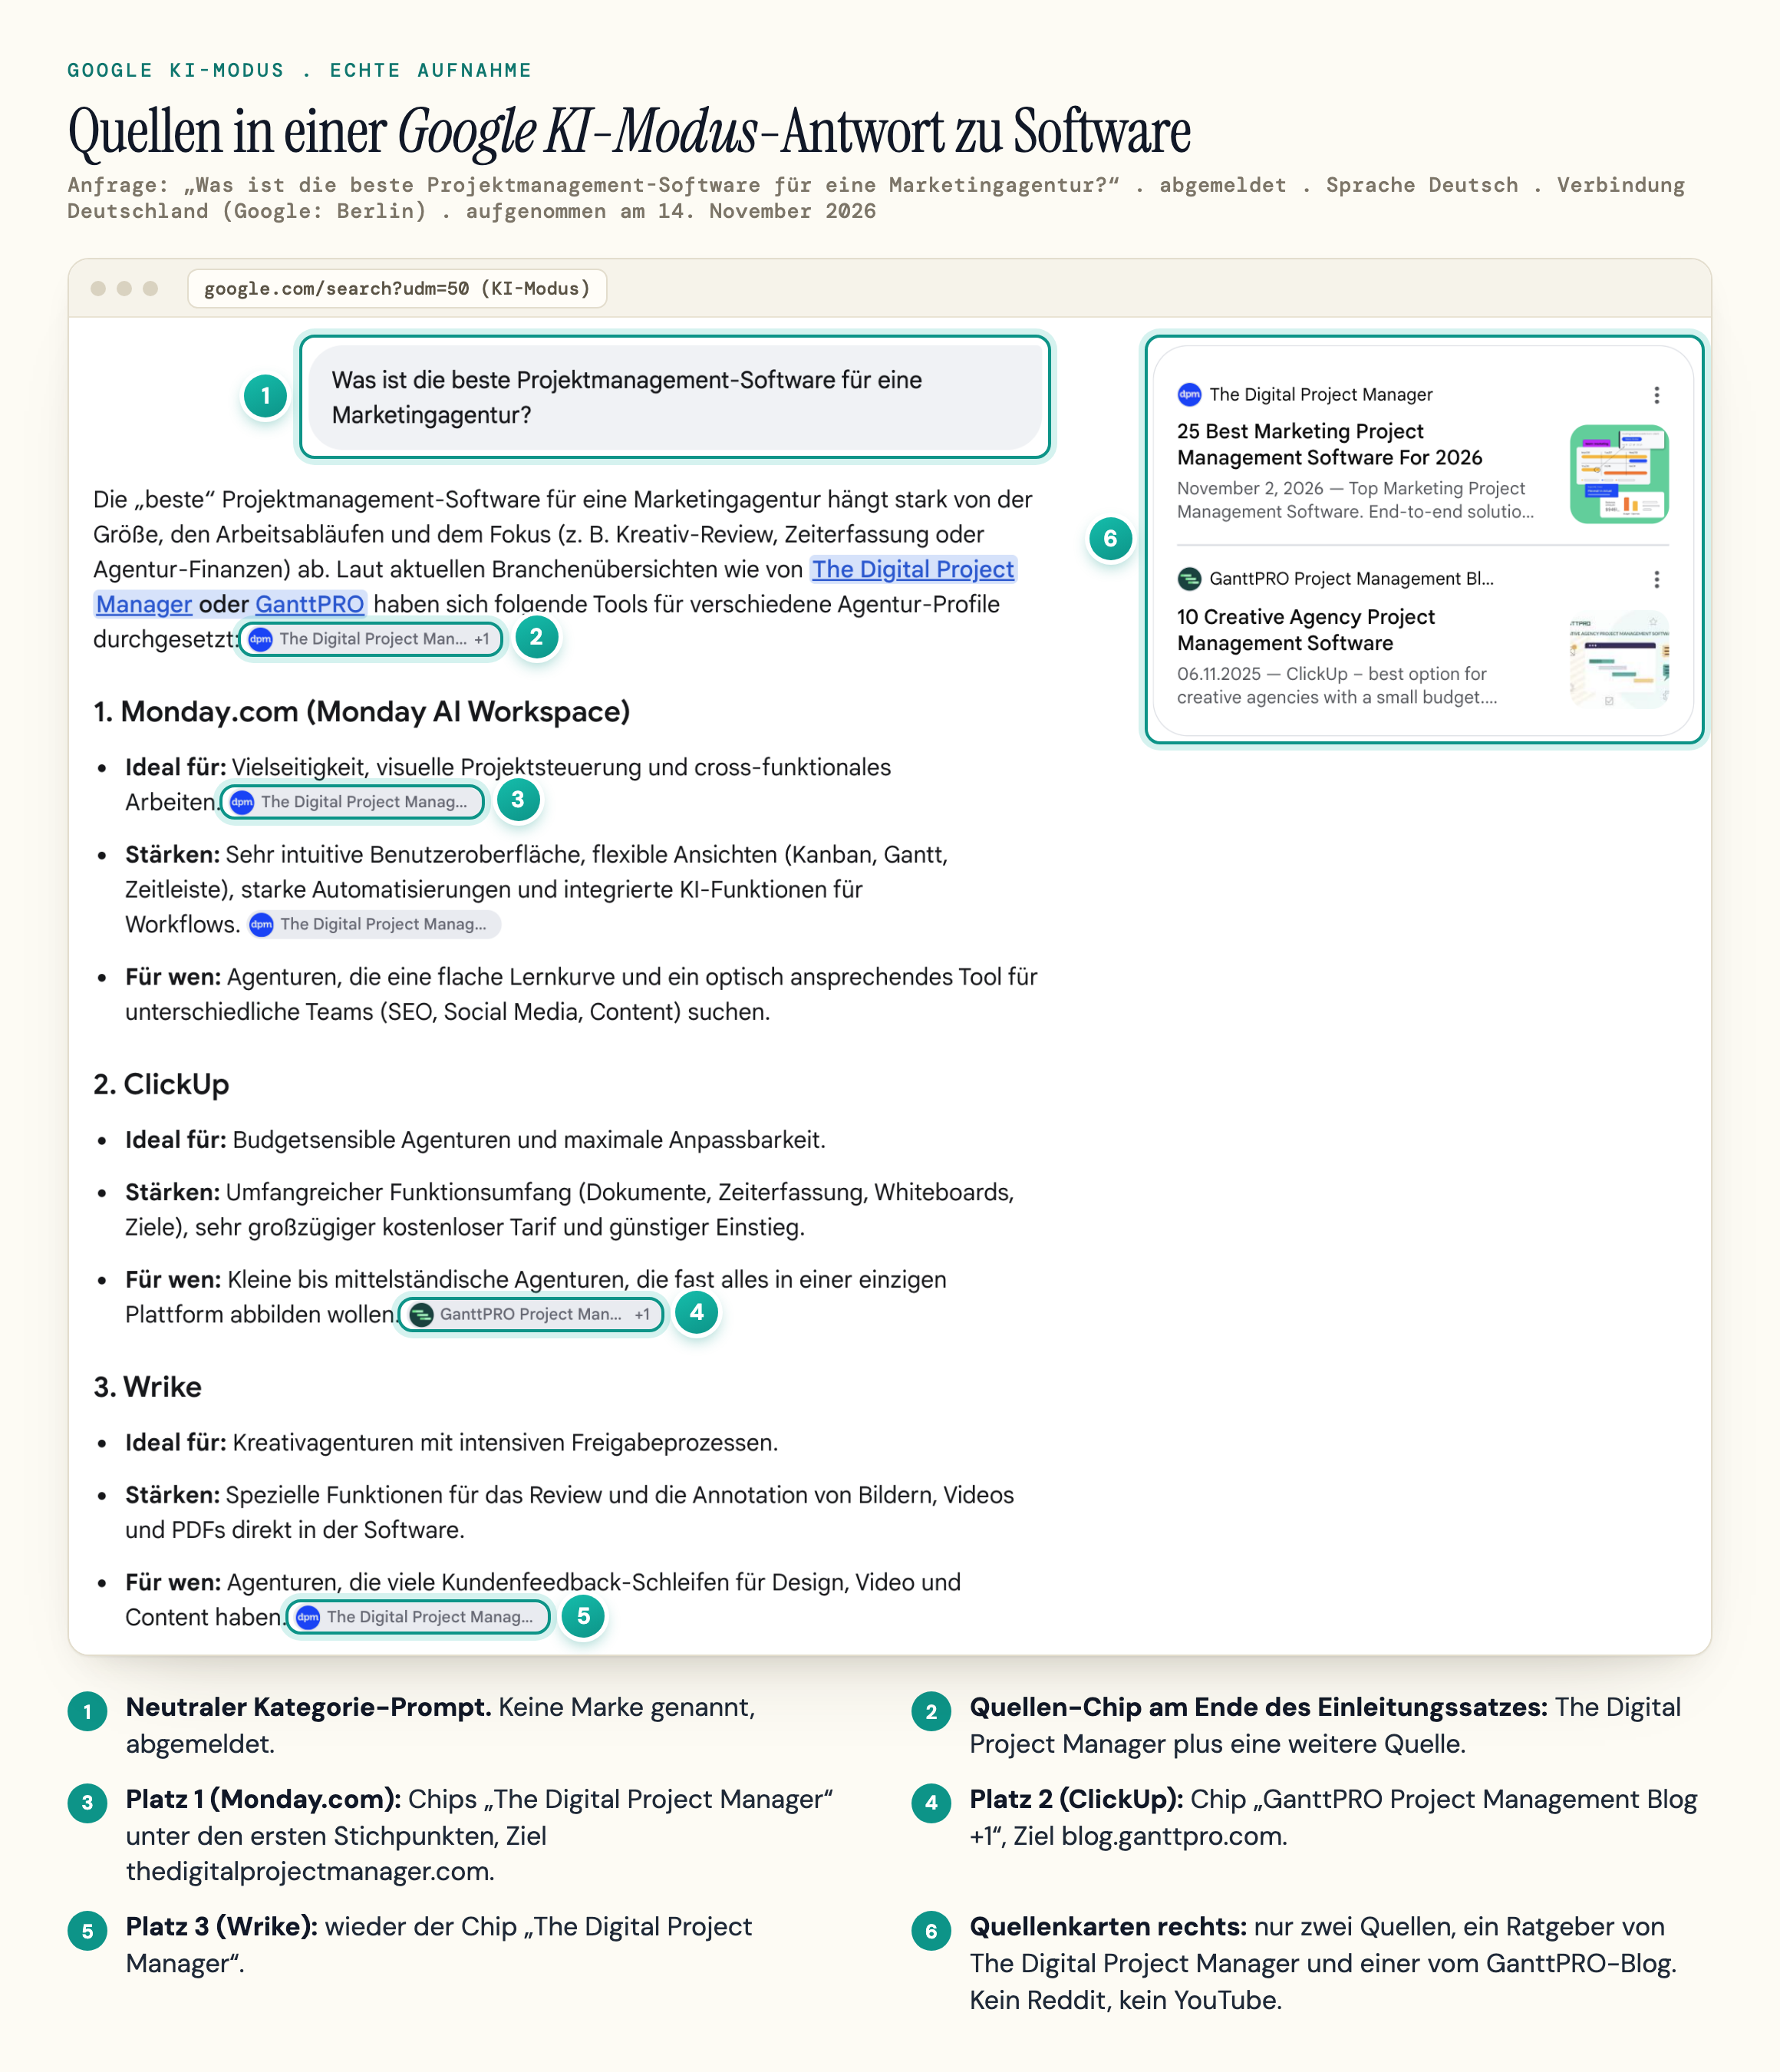 GOOGLE KI-MODUS . ECHTE AUFNAHME
Quellen in einer Google KI-Modus-Antwort zu Software
Anfrage: „Was ist die beste Projektmanagement-Software für eine Marketingagentur?“ . abgemeldet . Sprache Deutsch . Verbindung
Deutschland (Google: Berlin) . aufgenommen am 14. November 2026
google.com/search?udm=50 (KI-Modus)
1
Was ist die beste Projektmanagement-Software für eine
Marketingagentur?
Die „beste“ Projektmanagement-Software für eine Marketingagentur hängt stark von der
Größe, den Arbeitsabläufen und dem Fokus (z. B. Kreativ-Review, Zeiterfassung oder
Agentur-Finanzen) ab. Laut aktuellen Branchenübersichten wie von The Digital Project
Manager oder GanttPRO haben sich folgende Tools für verschiedene Agentur-Profile
durchgesetzt: dpm The Digital Project Man... +1 2
1. Monday.com (Monday AI Workspace)
• Ideal für: Vielseitigkeit, visuelle Projektsteuerung und cross-funktionales
Arbeiten. dpm The Digital Project Manag... 3
• Stärken: Sehr intuitive Benutzeroberfläche, flexible Ansichten (Kanban, Gantt,
Zeitleiste), starke Automatisierungen und integrierte KI-Funktionen für
Workflows. dpm The Digital Project Manag...
• Für wen: Agenturen, die eine flache Lernkurve und ein optisch ansprechendes Tool für
unterschiedliche Teams (SEO, Social Media, Content) suchen.
2. ClickUp
• Ideal für: Budgetsensible Agenturen und maximale Anpassbarkeit.
• Stärken: Umfangreicher Funktionsumfang (Dokumente, Zeiterfassung, Whiteboards,
Ziele), sehr großzügiger kostenloser Tarif und günstiger Einstieg.
• Für wen: Kleine bis mittelständische Agenturen, die fast alles in einer einzigen
Plattform abbilden wollen. GanttPRO Project Man... +1 4
3. Wrike
• Ideal für: Kreativagenturen mit intensiven Freigabeprozessen.
• Stärken: Spezielle Funktionen für das Review und die Annotation von Bildern, Videos
und PDFs direkt in der Software.
• Für wen: Agenturen, die viele Kundenfeedback-Schleifen für Design, Video und
Content haben. dpm The Digital Project Manag... 5
6
dpm The Digital Project Manager
25 Best Marketing Project
Management Software For 2026
November 2, 2026 — Top Marketing Project
Management Software. End-to-end solutio...
GanttPRO Project Management Bl...
10 Creative Agency Project
Management Software
06.11.2025 — ClickUp – best option for
creative agencies with a small budget....
1 Neutraler Kategorie-Prompt. Keine Marke genannt,
abgemeldet.
2 Quellen-Chip am Ende des Einleitungssatzes: The Digital
Project Manager plus eine weitere Quelle.
3 Platz 1 (Monday.com): Chips „The Digital Project Manager“
unter den ersten Stichpunkten, Ziel
thedigitalprojectmanager.com.
4 Platz 2 (ClickUp): Chip „GanttPRO Project Management Blog
+1“, Ziel blog.ganttpro.com.
5 Platz 3 (Wrike): wieder der Chip „The Digital Project
Manager“.
6 Quellenkarten rechts: nur zwei Quellen, ein Ratgeber von
The Digital Project Manager und einer vom GanttPRO-Blog.
Kein Reddit, kein YouTube.